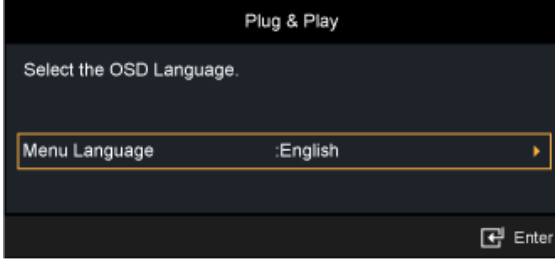 Plug & Play
Select the OSD Language.
Menu Language :English
Enter